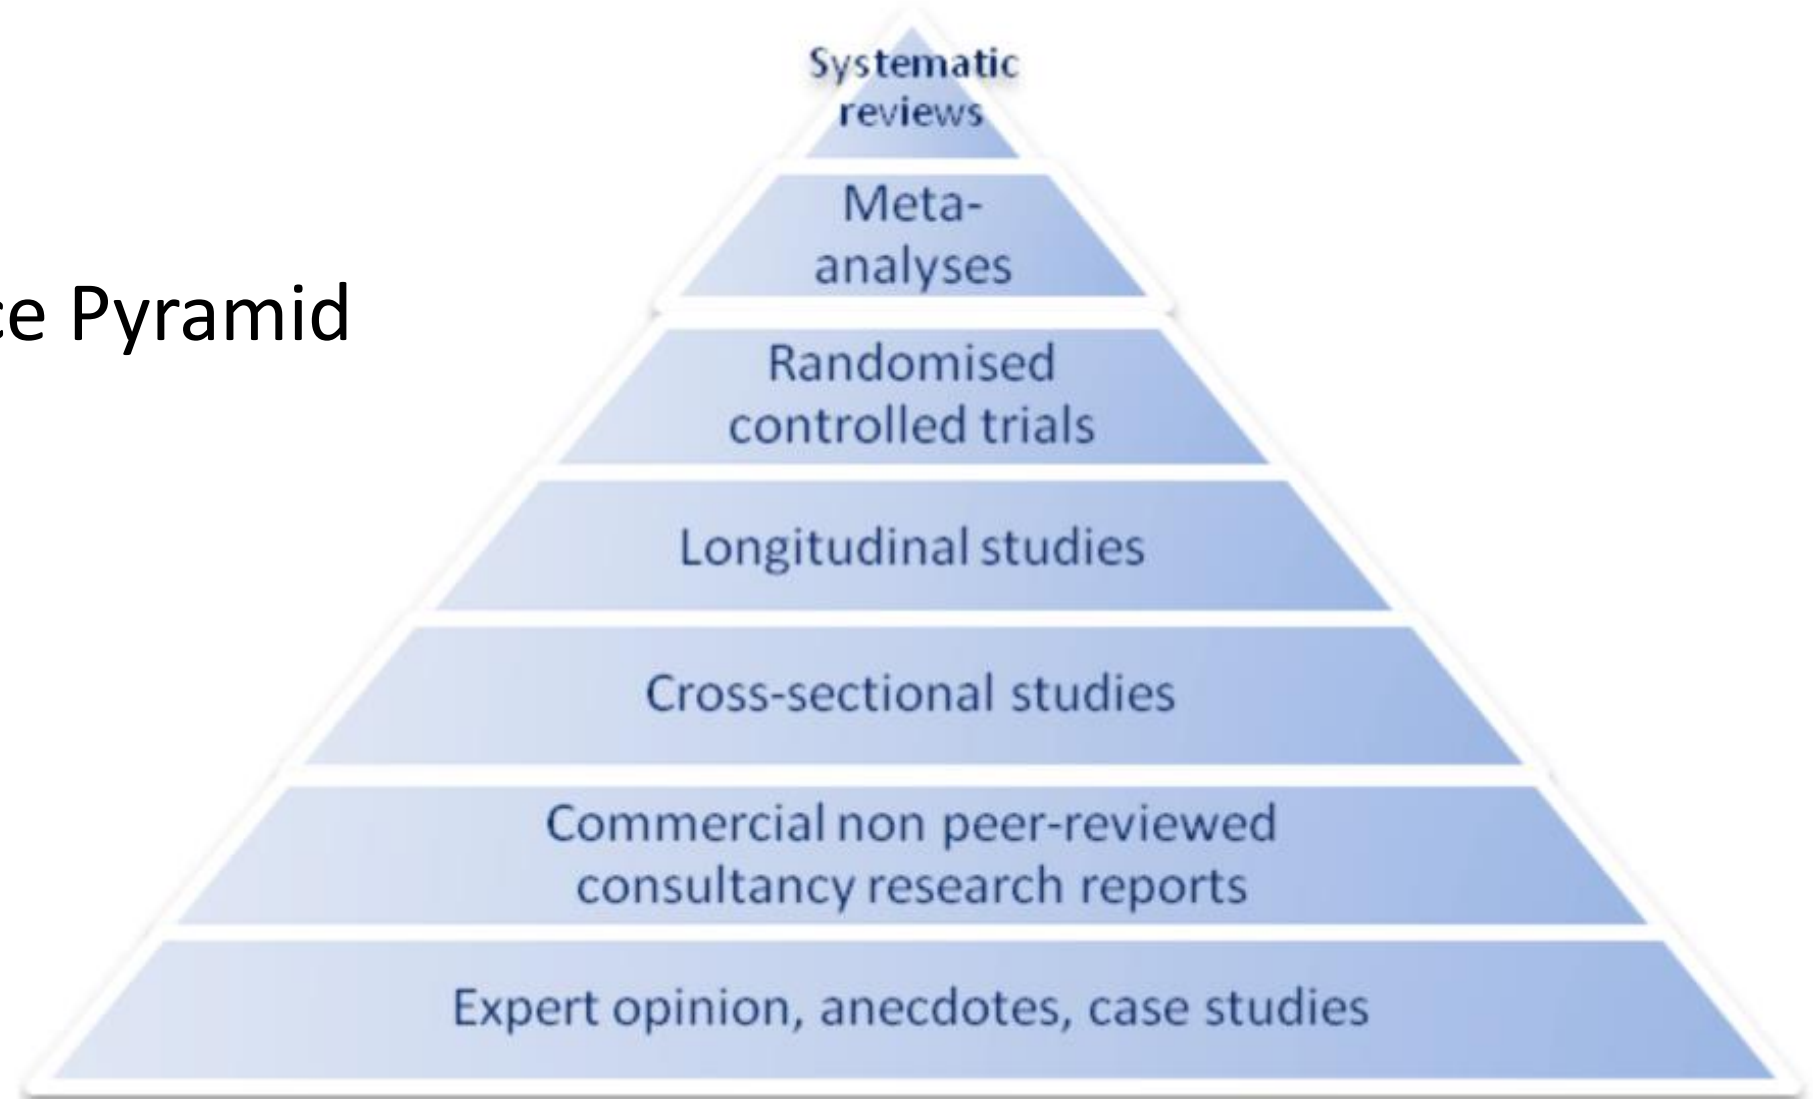 Systematic
reviews
Meta-
analyses
ce Pyramid
Randomised
controlled trials
Longitudinal studies
Cross-sectional studies
Commercial non peer-reviewed
consultancy research reports
Expert opinion, anecdotes, case studies